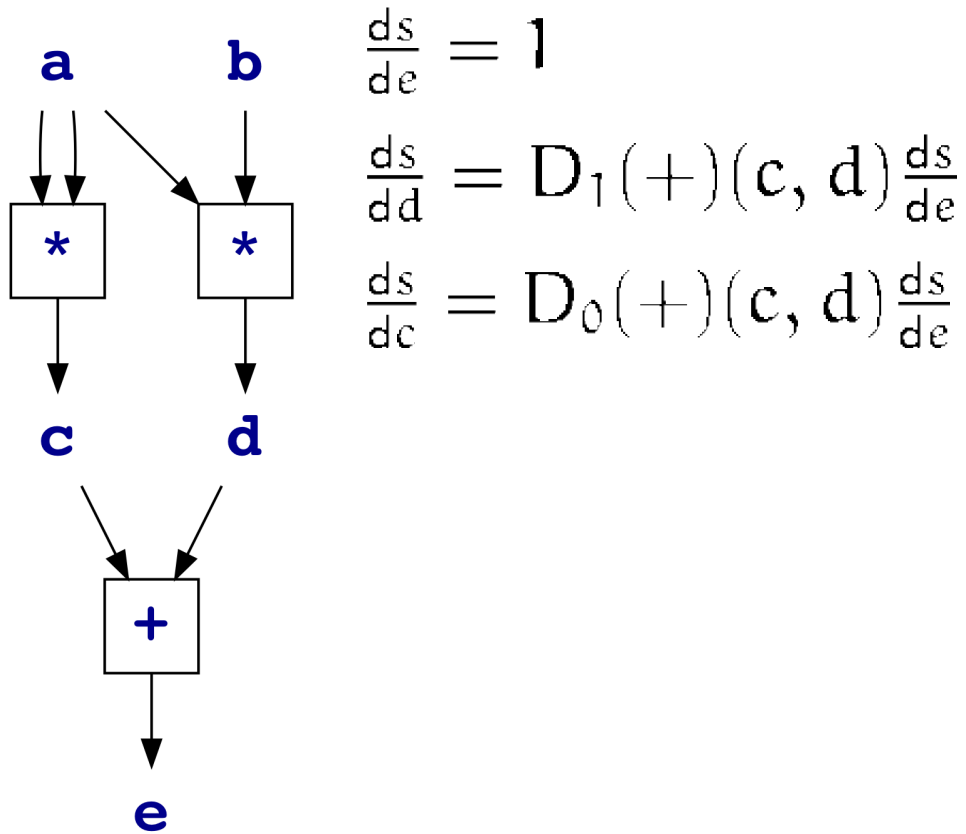 a b
* *
c d
+
e
ds/de = 1
ds/dd = D₁(+)(c, d) ds/de
ds/dc = D₀(+)(c, d) ds/de